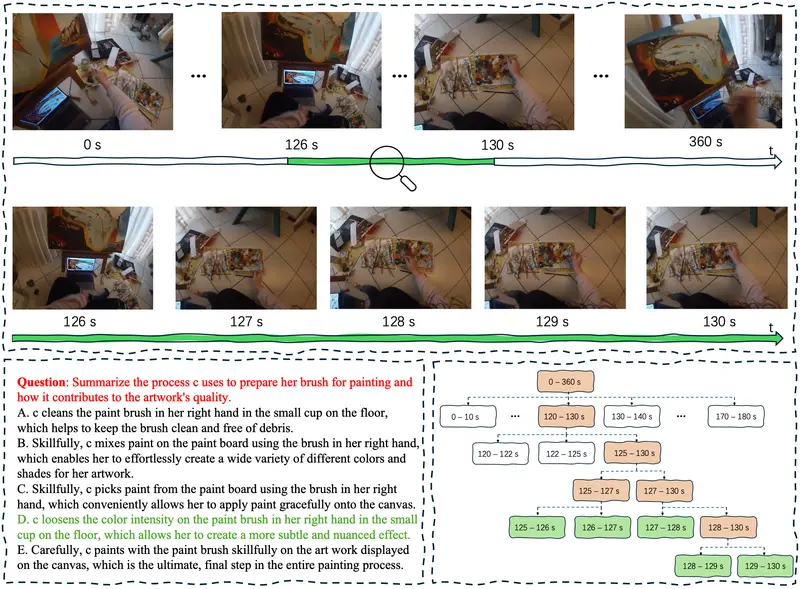 0 s
126 s
130 s
360 s
t
126 s
127 s
128 s
129 s
130 s
t
Question: Summarize the process c uses to prepare her brush for painting and
how it contributes to the artwork's quality.
A. c cleans the paint brush in her right hand in the small cup on the floor,
which helps to keep the brush clean and free of debris.
B. Skillfully, c mixes paint on the paint board using the brush in her right hand,
which enables her to effortlessly create a wide variety of different colors and
shades for her artwork.
C. Skillfully, c picks paint from the paint board using the brush in her right
hand, which conveniently allows her to apply paint gracefully onto the canvas.
D. c loosens the color intensity on the paint brush in her right hand in the small
cup on the floor, which allows her to create a more subtle and nuanced effect.
E. Carefully, c paints with the paint brush skillfully on the art work displayed
on the canvas, which is the ultimate, final step in the entire painting process.
0 – 360 s
0 – 10 s
...
120 – 130 s
130 – 140 s
...
170 – 180 s
120 – 122 s
122 – 125 s
125 – 130 s
125 – 127 s
127 – 130 s
125 – 126 s
126 – 127 s
127 – 128 s
128 – 130 s
128 – 129 s
129 – 130 s